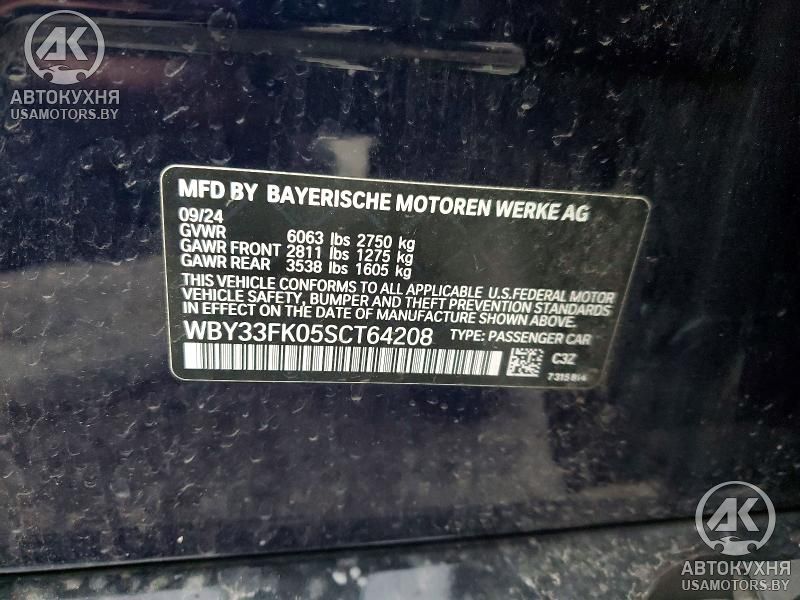 AK
АВТОКУХНЯ
USAMOTORS.BY
MFD BY BAYERISCHE MOTOREN WERKE AG
09/24
GVWR 6063 lbs 2750 kg
GAWR FRONT 2811 lbs 1275 kg
GAWR REAR 3538 lbs 1605 kg
THIS VEHICLE CONFORMS TO ALL APPLICABLE U.S.FEDERAL MOTOR
VEHICLE SAFETY, BUMPER AND THEFT PREVENTION STANDARDS
IN EFFECT ON THE DATE OF MANUFACTURE SHOWN ABOVE.
WBY33FK05SCT64208 TYPE: PASSENGER CAR
C3Z
7315814
AK
АВТОКУХНЯ
USAMOTORS.BY